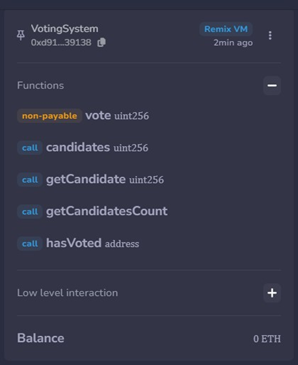 VotingSystem
Remix VM
0xd91...39138
2min ago
Functions
non-payable vote uint256
call candidates uint256
call getCandidate uint256
call getCandidatesCount
call hasVoted address
Low level interaction
Balance 0 ETH